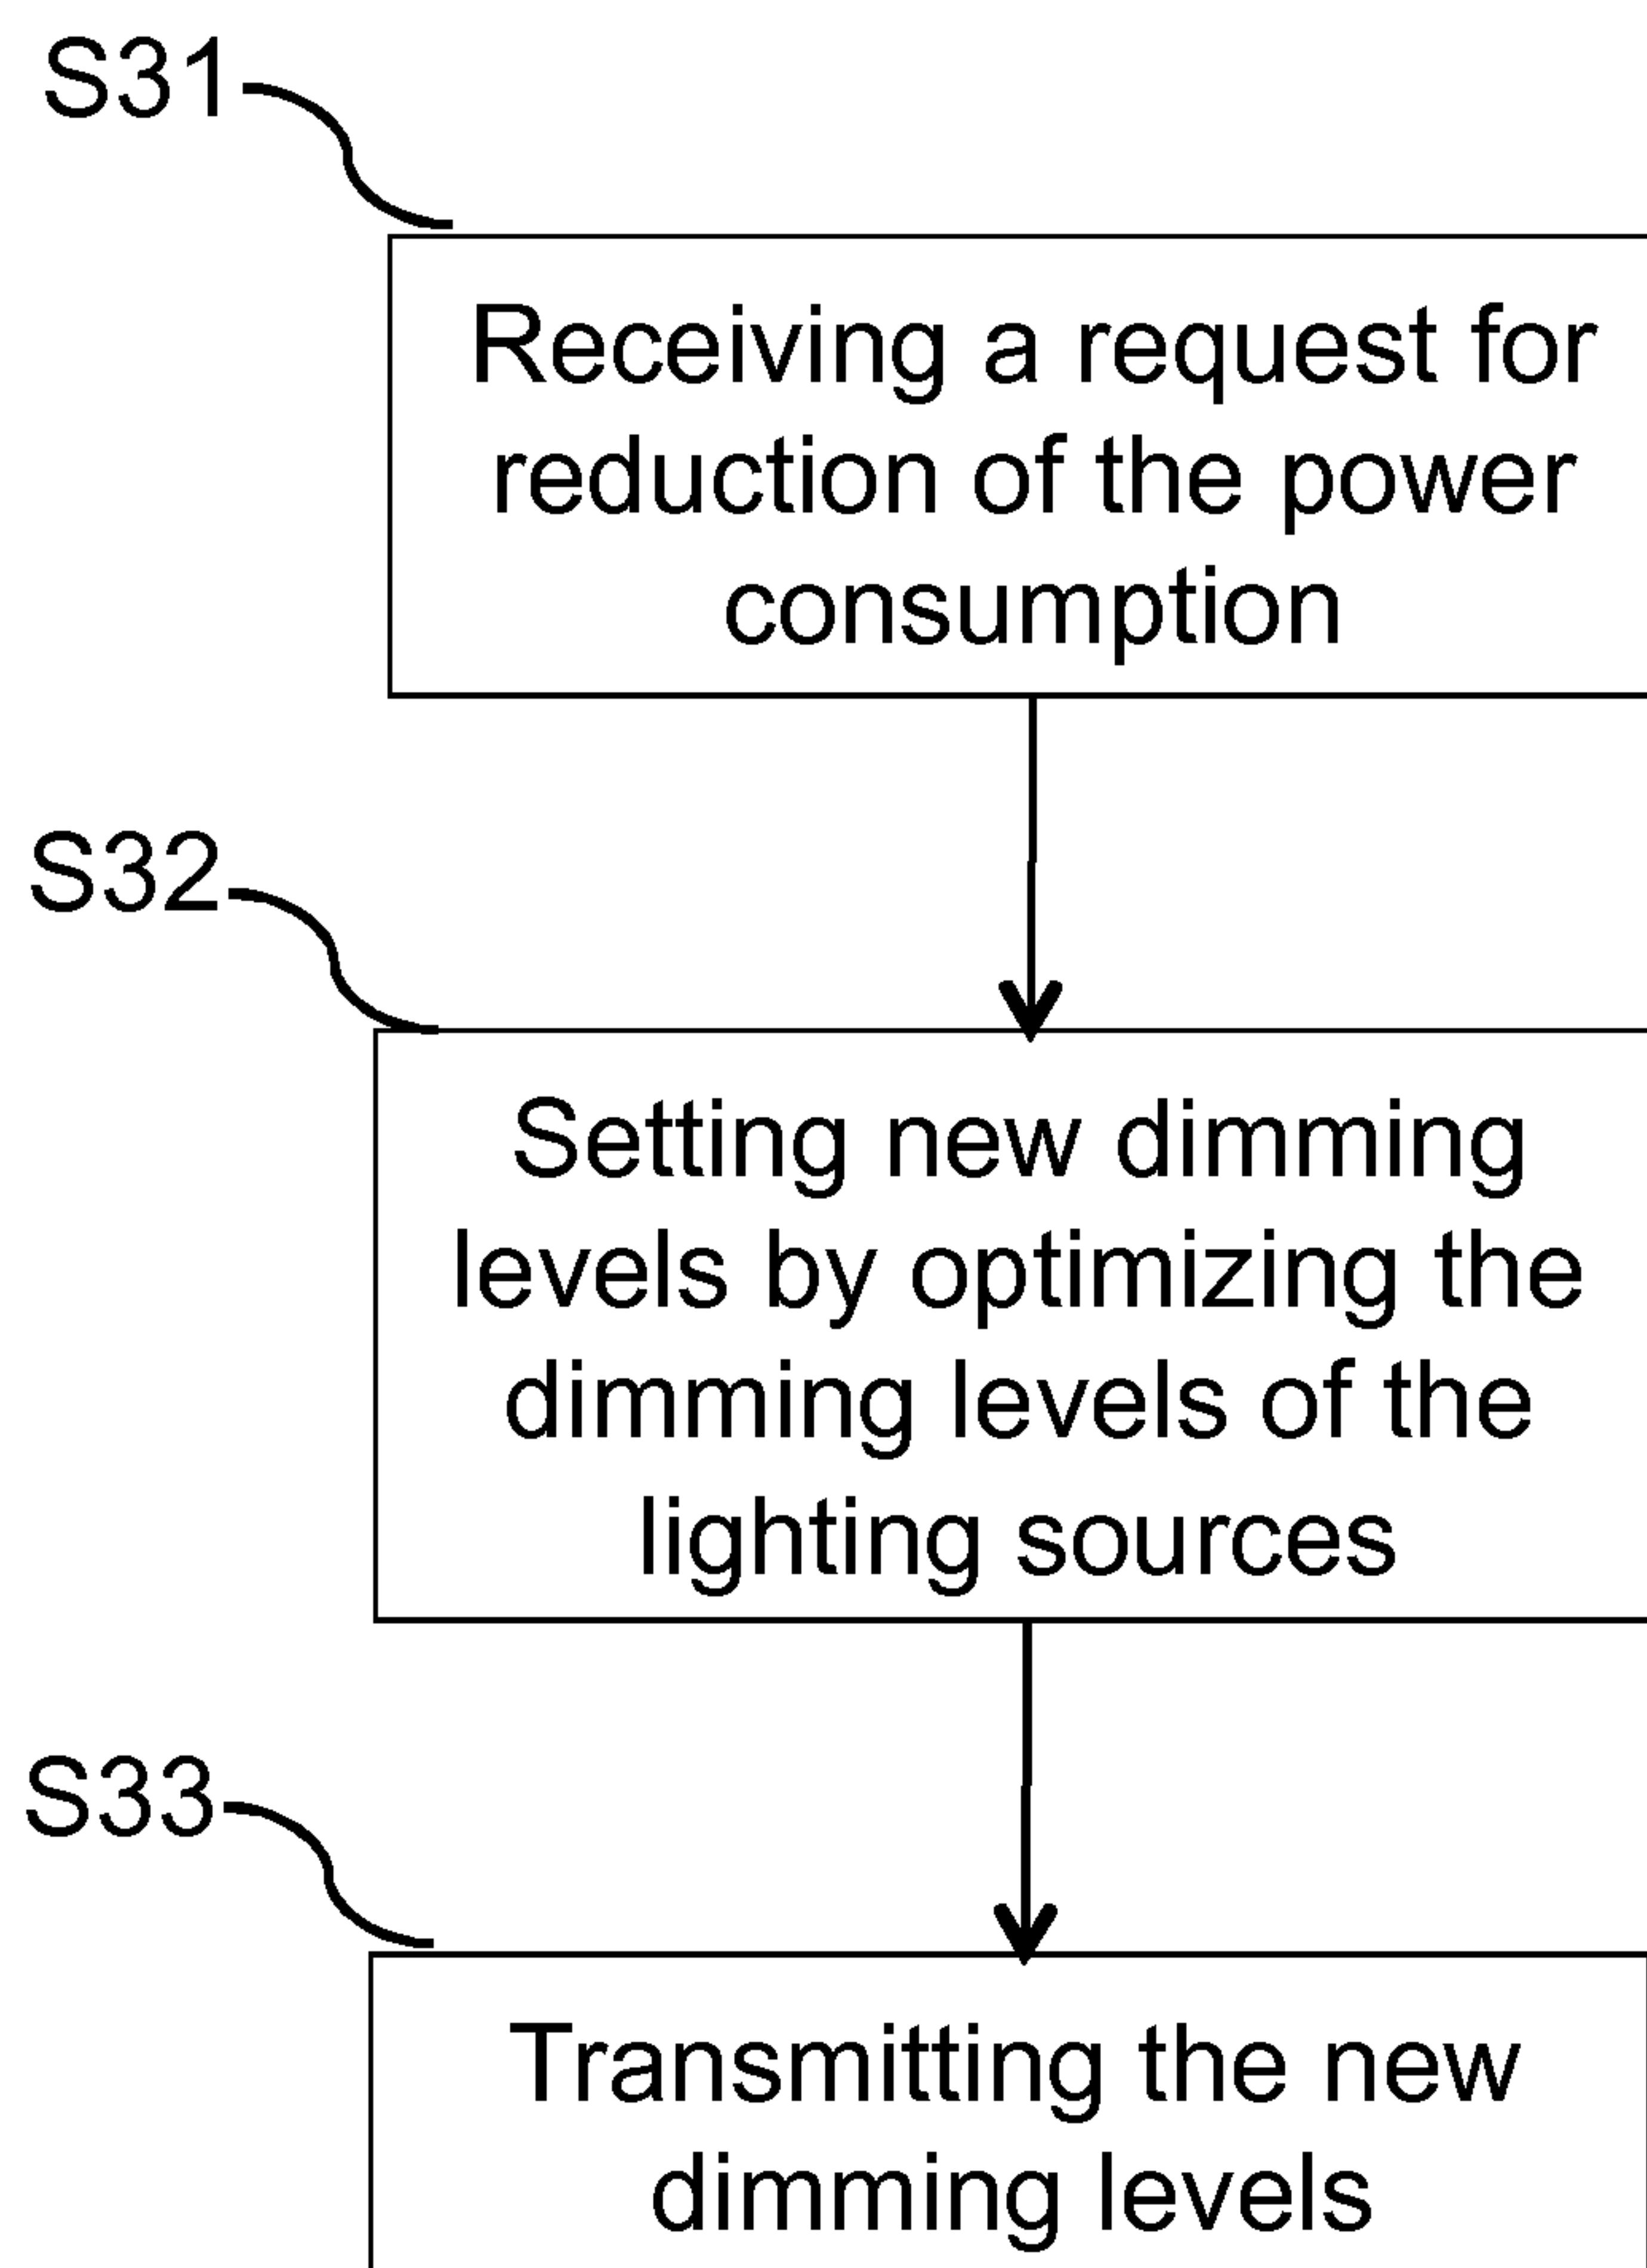 S31
Receiving a request for
reduction of the power
consumption
S32
Setting new dimming
levels by optimizing the
dimming levels of the
lighting sources
S33
Transmitting the new
dimming levels